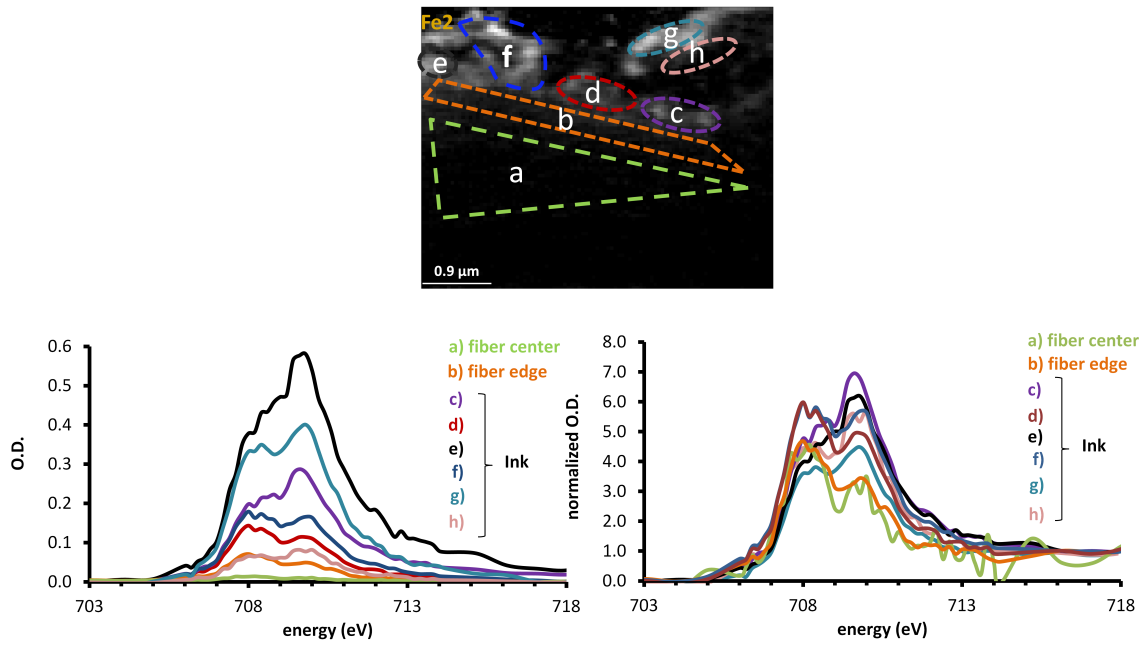 Fe2
g
f
h
e
d
c
b
a
0.9 µm
0.6
0.5
0.4
0.3
0.2
0.1
0.0
O.D.
703
708
713
718
energy (eV)
a) fiber center
b) fiber edge
c)
d)
e)
f)
g)
h)
Ink
8.0
7.0
6.0
5.0
4.0
3.0
2.0
1.0
0.0
normalized O.D.
703
708
713
718
energy (eV)
a) fiber center
b) fiber edge
c)
d)
e)
f)
g)
h)
Ink